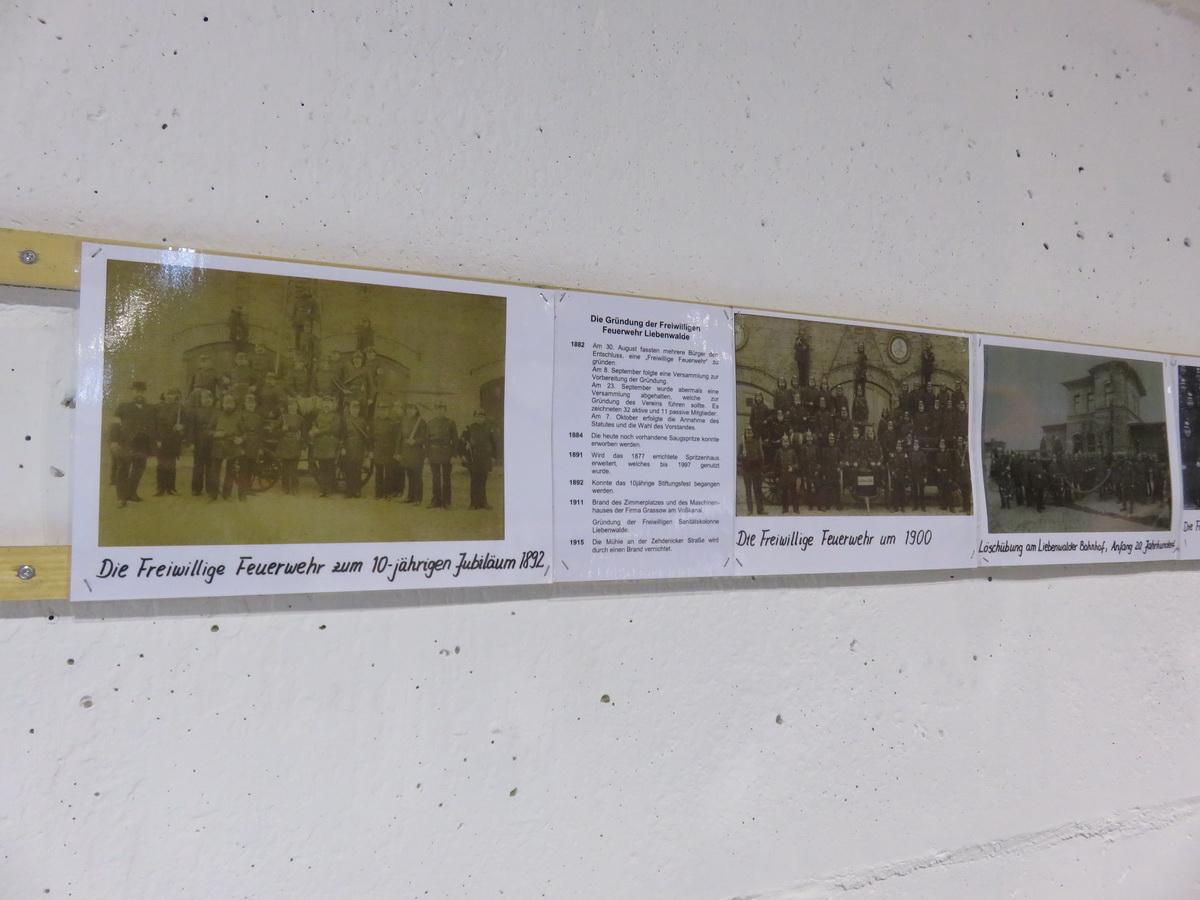 Die Freiwillige Feuerwehr zum 10-jährigen Jubiläum 1892
Die Gründung der Freiwilligen
Feuerwehr Liebenwalde
1882 Am 30. August fassten mehrere Bürger den
Entschluss, eine „Freiwillige Feuerwehr" zu
gründen.
Am 8. September folgte eine Versammlung zur
Vorbereitung der Gründung.
Am 23. September wurde abermals eine
Versammlung abgehalten, welche zur
Gründung des Vereins führen sollte. Es
zeichneten 32 aktive und 11 passive Mitglieder.
Am 7. Oktober erfolgte die Annahme des
Statutes und die Wahl des Vorstandes.
1884 Die heute noch vorhandene Saugspritze konnte
erworben werden.
1891 Wird das 1877 errichtete Spritzenhaus
erweitert, welches bis 1997 genutzt
wurde.
1892 Konnte das 10jährige Stiftungsfest begangen
werden.
1911 Brand des Zimmerplatzes und des Maschinen-
hauses der Firma Grassow am Voßkanal.
Gründung der Freiwilligen Sanitätskolonne
Liebenwalde.
1915 Die Mühle an der Zehdenicker Straße wird
durch einen Brand vernichtet.
Die Freiwillige Feuerwehr um 1900
Löschübung am Liebenwalder Bahnhof, Anfang 20. Jahrhundert
Die